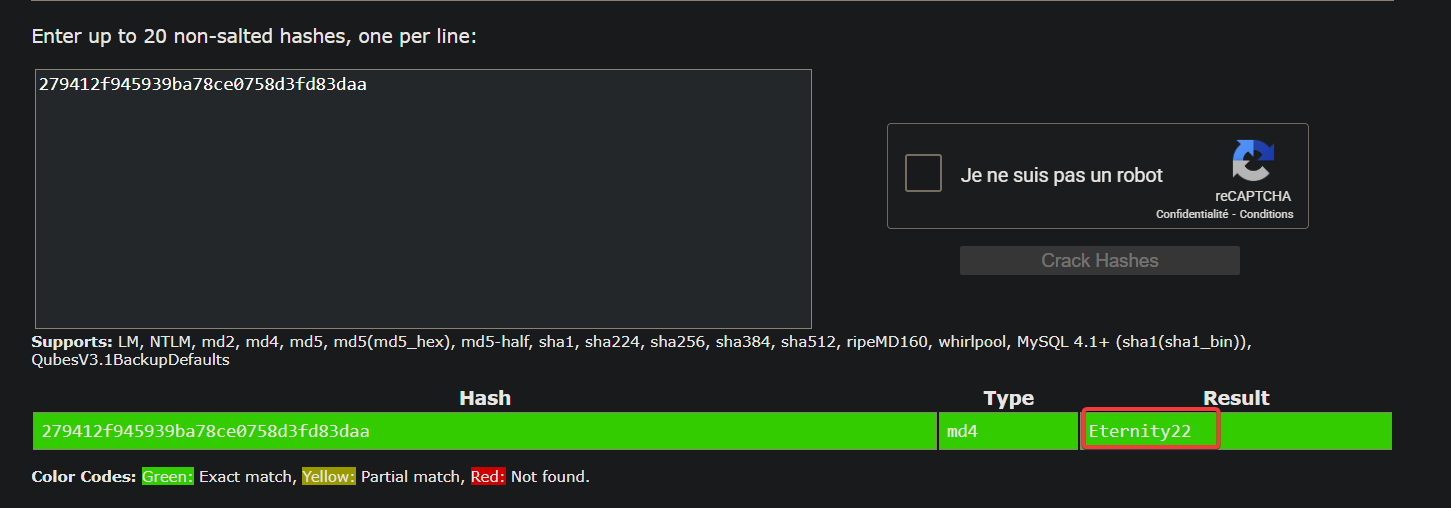 Enter up to 20 non-salted hashes, one per line:
279412f945939ba78ce0758d3fd83daa
Je ne suis pas un robot
reCAPTCHA
Confidentialité - Conditions
Crack Hashes
Supports: LM, NTLM, md2, md4, md5, md5(md5_hex), md5-half, sha1, sha224, sha256, sha384, sha512, ripeMD160, whirlpool, MySQL 4.1+ (sha1(sha1_bin)),
QubesV3.1BackupDefaults
Hash Type Result
279412f945939ba78ce0758d3fd83daa md4 Eternity22
Color Codes: Green: Exact match, Yellow: Partial match, Red: Not found.